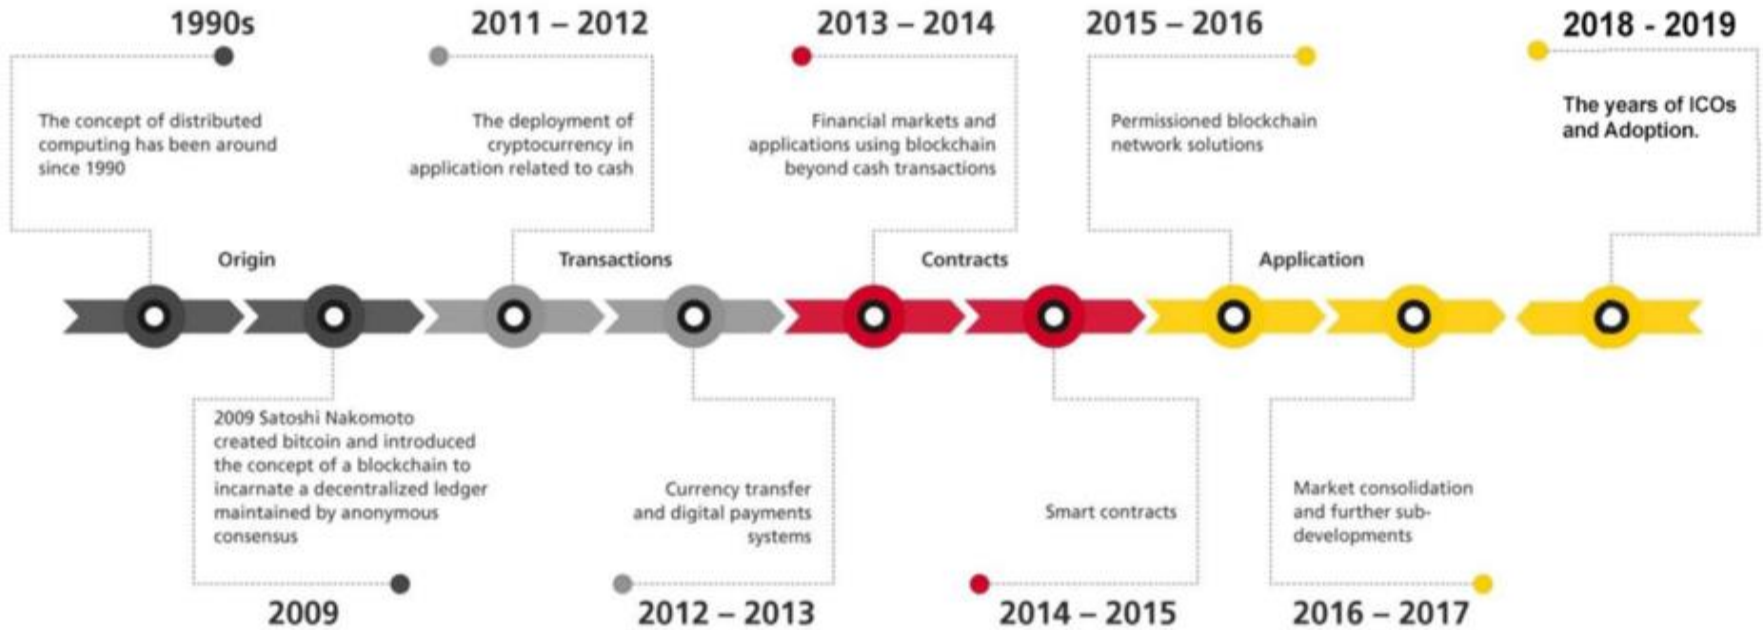 1990s
The concept of distributed
computing has been around
since 1990
2011 – 2012
The deployment of
cryptocurrency in
application related to cash
2013 – 2014
Financial markets and
applications using blockchain
beyond cash transactions
2015 – 2016
Permissioned blockchain
network solutions
2018 - 2019
The years of ICOs
and Adoption.
Origin
Transactions
Contracts
Application
2009 Satoshi Nakomoto
created bitcoin and introduced
the concept of a blockchain to
incarnate a decentralized ledger
maintained by anonymous
consensus
2009
Currency transfer
and digital payments
systems
2012 – 2013
Smart contracts
2014 – 2015
Market consolidation
and further sub-
developments
2016 – 2017